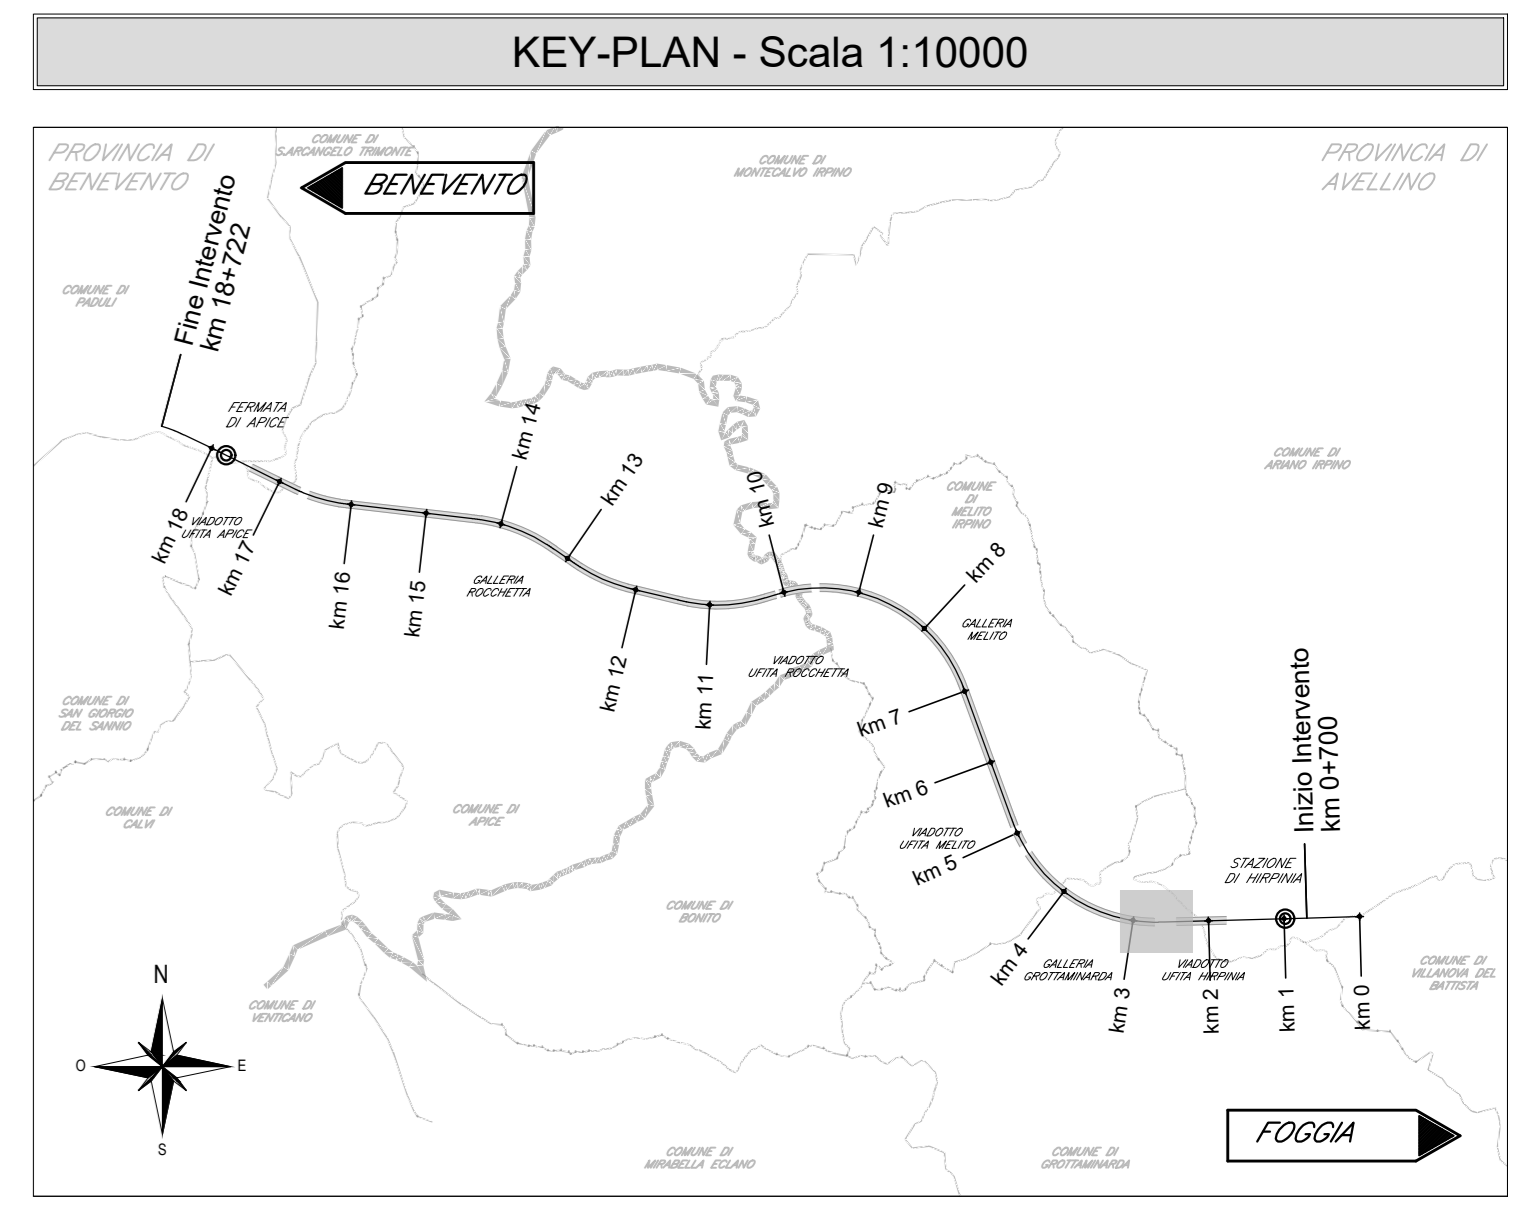 KEY-PLAN - Scala 1:10000
PROVINCIA DI
BENEVENTO
COMUNE DI
S.ARCANGELO TRIMONTE
BENEVENTO
COMUNE DI
MONTECALVO IRPINO
PROVINCIA DI
AVELLINO
Fine Intervento
km 18+722
COMUNE DI
PADULI
FERMATA
DI APICE
km 14
km 13
km 10
km 9
COMUNE
DI
MELITO
IRPINO
COMUNE DI
ARIANO IRPINO
km 18
VIADOTTO
UFITA APICE
km 17
km 16
km 15
GALLERIA
ROCCHETTA
km 8
GALLERIA
MELITO
km 12
km 11
VIADOTTO
UFITA ROCCHETTA
km 7
COMUNE DI
SAN GIORGIO
DEL SANNIO
Inizio Intervento
km 0+700
km 6
COMUNE DI
CALVI
COMUNE DI
APICE
VIADOTTO
UFITA MELITO
km 5
STAZIONE
DI HIRPINIA
COMUNE DI
BONITO
km 4
GALLERIA
GROTTAMINARDA
km 3
VIADOTTO
UFITA HIRPINIA
km 2
km 1
km 0
COMUNE DI
VILLANOVA DEL
BATTISTA
COMUNE DI
VENTICANO
N
O
E
S
FOGGIA
COMUNE DI
MIRABELLA ECLANO
COMUNE DI
GROTTAMINARDA